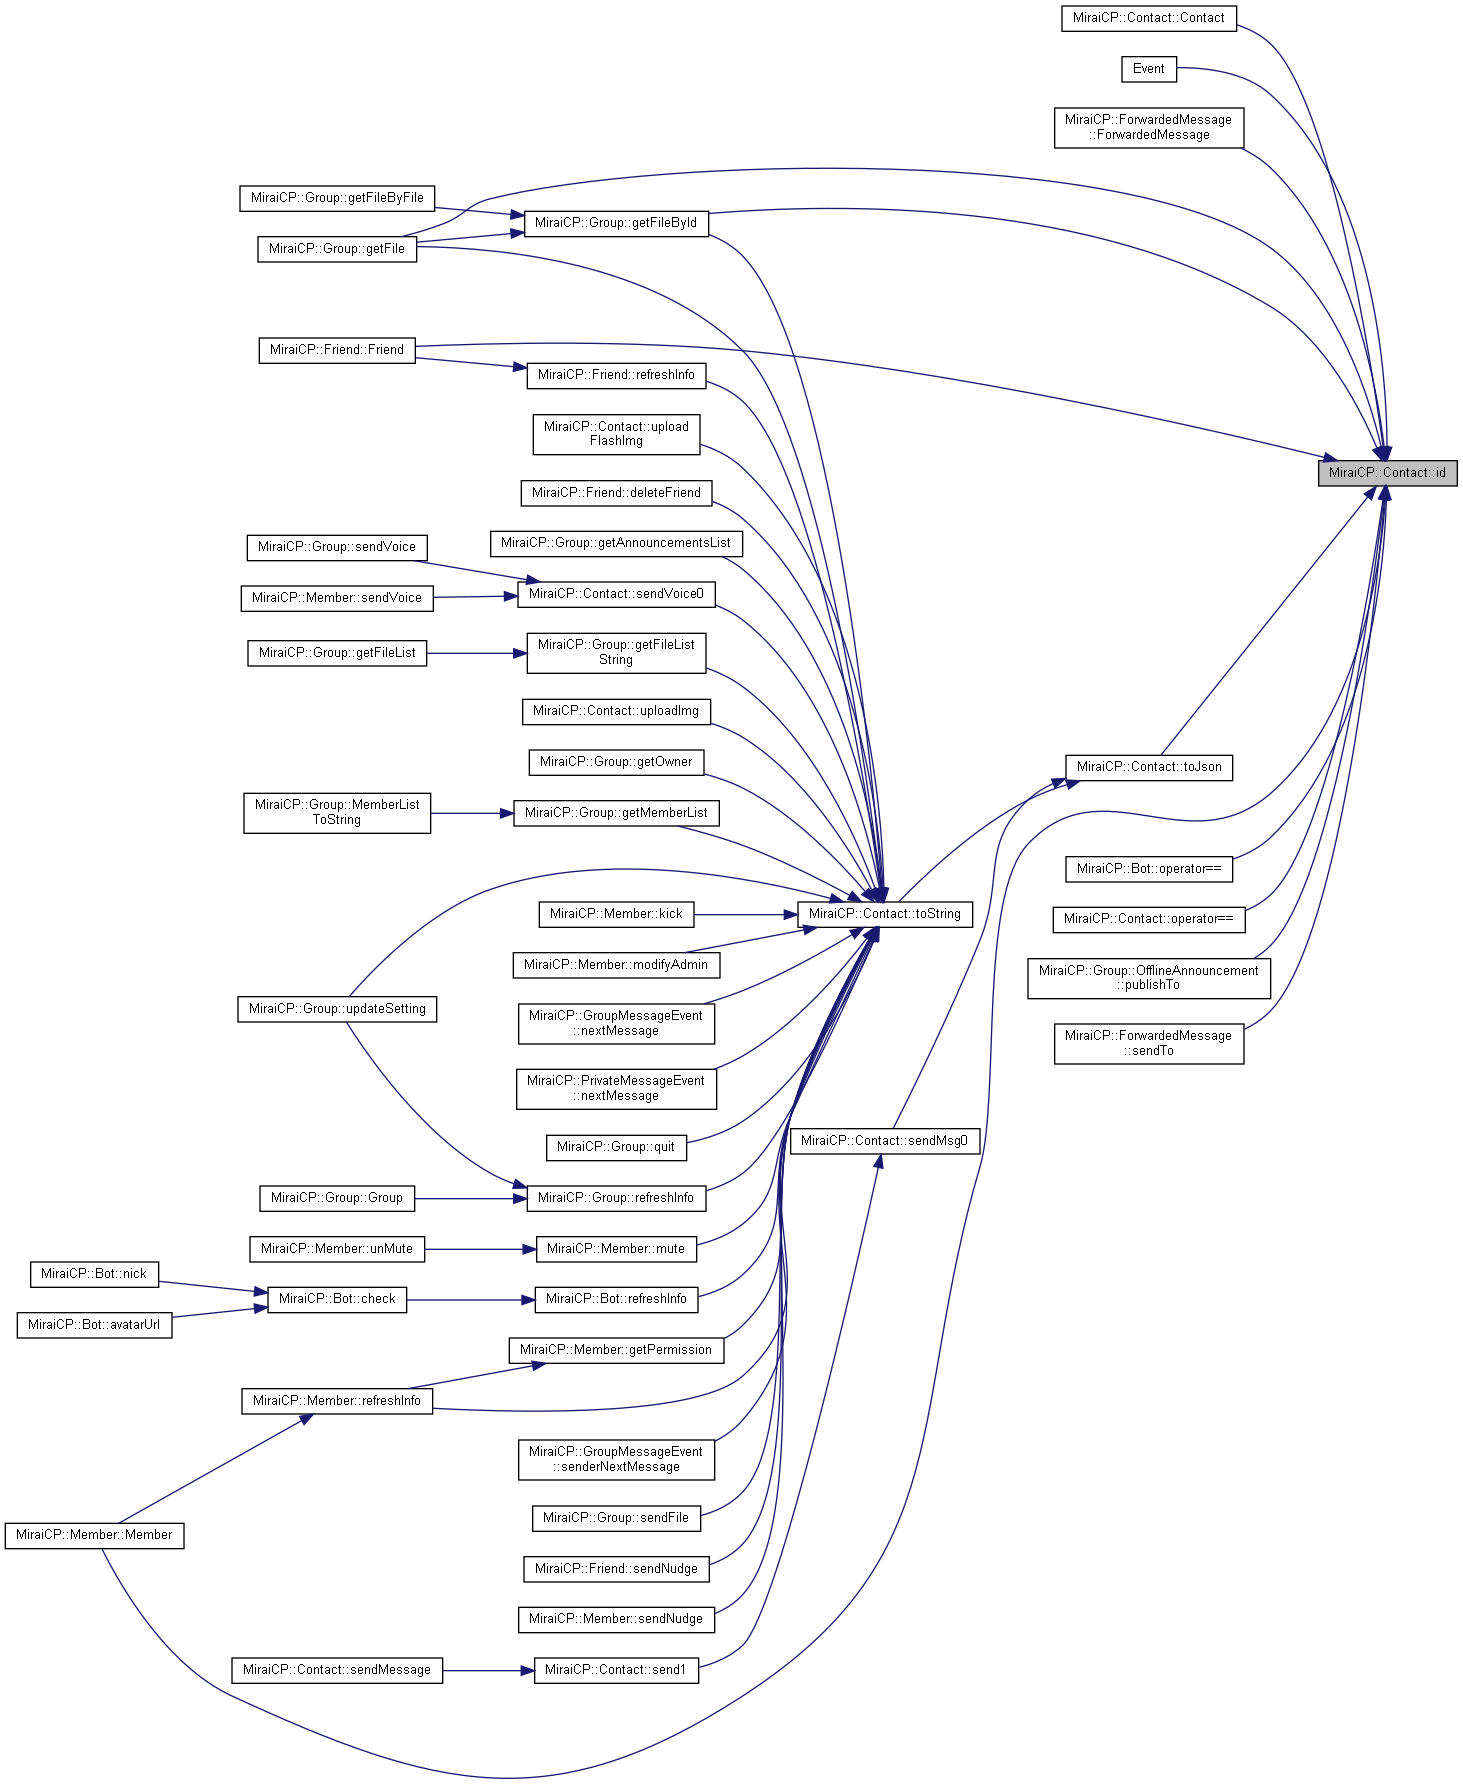 MiraiCP::Contact::Contact
Event
MiraiCP::ForwardedMessage
::ForwardedMessage
MiraiCP::Group::getFileByFile
MiraiCP::Group::getFileById
MiraiCP::Group::getFile
MiraiCP::Friend::Friend
MiraiCP::Friend::refreshInfo
MiraiCP::Contact::upload
FlashImg
MiraiCP::Contact::id
MiraiCP::Friend::deleteFriend
MiraiCP::Group::getAnnouncementsList
MiraiCP::Group::sendVoice
MiraiCP::Contact::sendVoice0
MiraiCP::Member::sendVoice
MiraiCP::Group::getFileList
String
MiraiCP::Group::getFileList
MiraiCP::Contact::uploadImg
MiraiCP::Group::getOwner
MiraiCP::Contact::toJson
MiraiCP::Group::MemberList
ToString
MiraiCP::Group::getMemberList
MiraiCP::Bot::operator==
MiraiCP::Member::kick
MiraiCP::Contact::toString
MiraiCP::Contact::operator==
MiraiCP::Member::modifyAdmin
MiraiCP::Group::OfflineAnnouncement
::publishTo
MiraiCP::Group::updateSetting
MiraiCP::GroupMessageEvent
::nextMessage
MiraiCP::ForwardedMessage
::sendTo
MiraiCP::PrivateMessageEvent
::nextMessage
MiraiCP::Group::quit
MiraiCP::Contact::sendMsg0
MiraiCP::Group::Group
MiraiCP::Group::refreshInfo
MiraiCP::Member::unMute
MiraiCP::Member::mute
MiraiCP::Bot::nick
MiraiCP::Bot::check
MiraiCP::Bot::refreshInfo
MiraiCP::Bot::avatarUrl
MiraiCP::Member::getPermission
MiraiCP::Member::refreshInfo
MiraiCP::GroupMessageEvent
::senderNextMessage
MiraiCP::Group::sendFile
MiraiCP::Member::Member
MiraiCP::Friend::sendNudge
MiraiCP::Member::sendNudge
MiraiCP::Contact::sendMessage
MiraiCP::Contact::send1